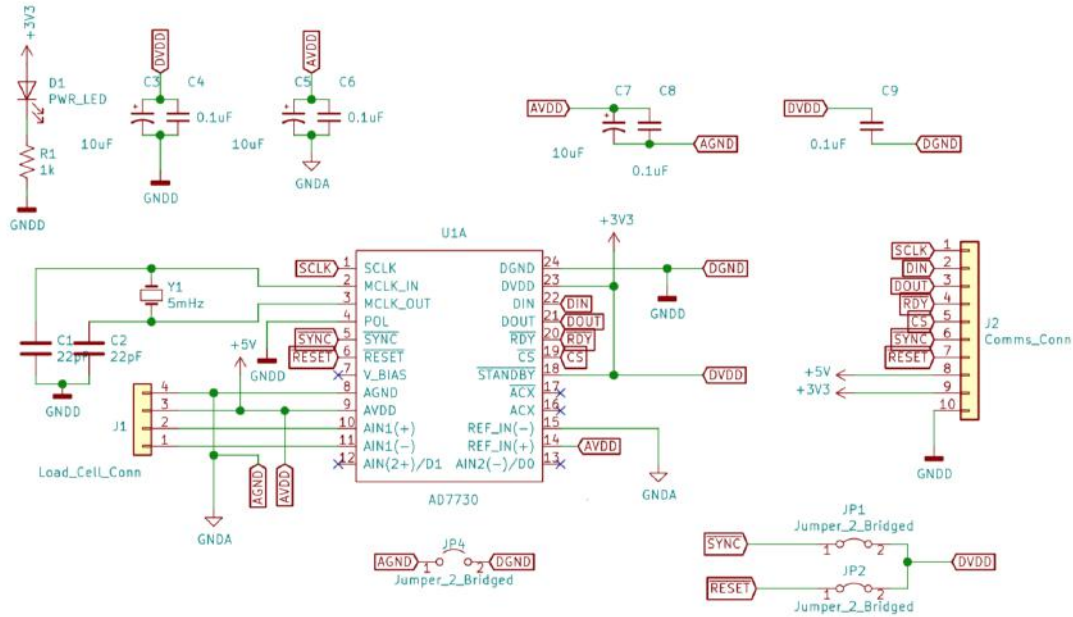 +3V3
D1
PWR_LED
R1
1k
GNDD
DVDD
C3
C4
10uF
0.1uF
GNDD
AVDD
C5
C6
10uF
0.1uF
GNDA
AVDD
C7
C8
10uF
0.1uF
AGND
DVDD
C9
0.1uF
DGND
U1A
SCLK
1 SCLK
2 MCLK_IN
3 MCLK_OUT
4 POL
SYNC
5 SYNC
RESET
6 RESET
7 V_BIAS
8 AGND
9 AVDD
10 AIN1(+)
11 AIN1(-)
12 AIN(2+)/D1
DGND 24
DVDD 23
DIN 22
DIN
DOUT 21
DOUT
RDY 20
RDY
CS 19
CS
STANDBY 18
ACX 17
ACX 16
REF_IN(-) 15
REF_IN(+) 14
AVDD
AIN2(-)/D0 13
AD7730
Y1
5mHz
C1
22pF
C2
22pF
GNDD
GNDD
+5V
J1
4
3
2
1
Load_Cell_Conn
AGND
AVDD
GNDA
+3V3
DGND
GNDD
DVDD
GNDA
SCLK 1
DIN 2
DOUT 3
RDY 4
CS 5
SYNC 6
RESET 7
+5V 8
+3V3 9
10
J2
Comms_Conn
GNDD
JP4
AGND 1 2 DGND
Jumper_2_Bridged
JP1
Jumper_2_Bridged
SYNC 1 2
DVDD
JP2
RESET 1 2
Jumper_2_Bridged